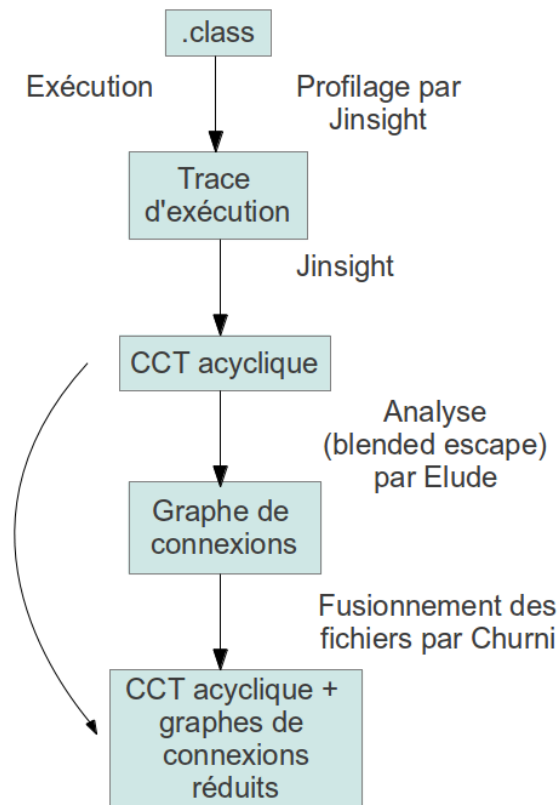 .class
Exécution
Profilage par
Jinsight
Trace
d'exécution
Jinsight
CCT acyclique
Analyse
(blended escape)
par Elude
Graphe de
connexions
Fusionnement des
fichiers par Churni
CCT acyclique +
graphes de
connexions
réduits